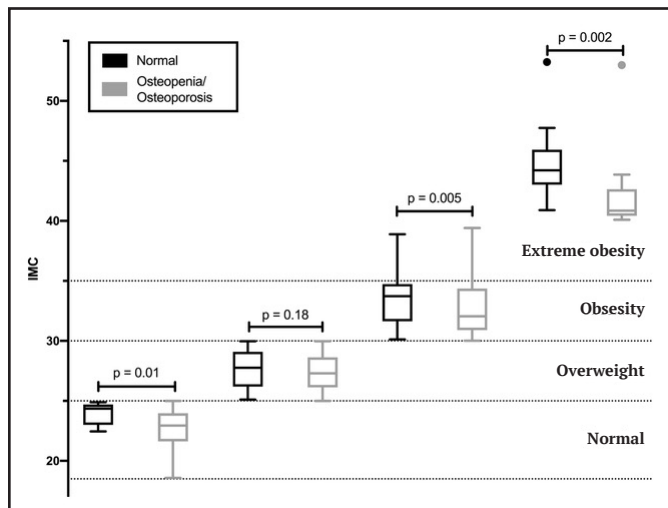 Normal
Osteopenia/
Osteoporosis
p = 0.002
50
p = 0.005
40
IMC
Extreme obesity
p = 0.18
Obsesity
30
p = 0.01
Overweight
Normal
20